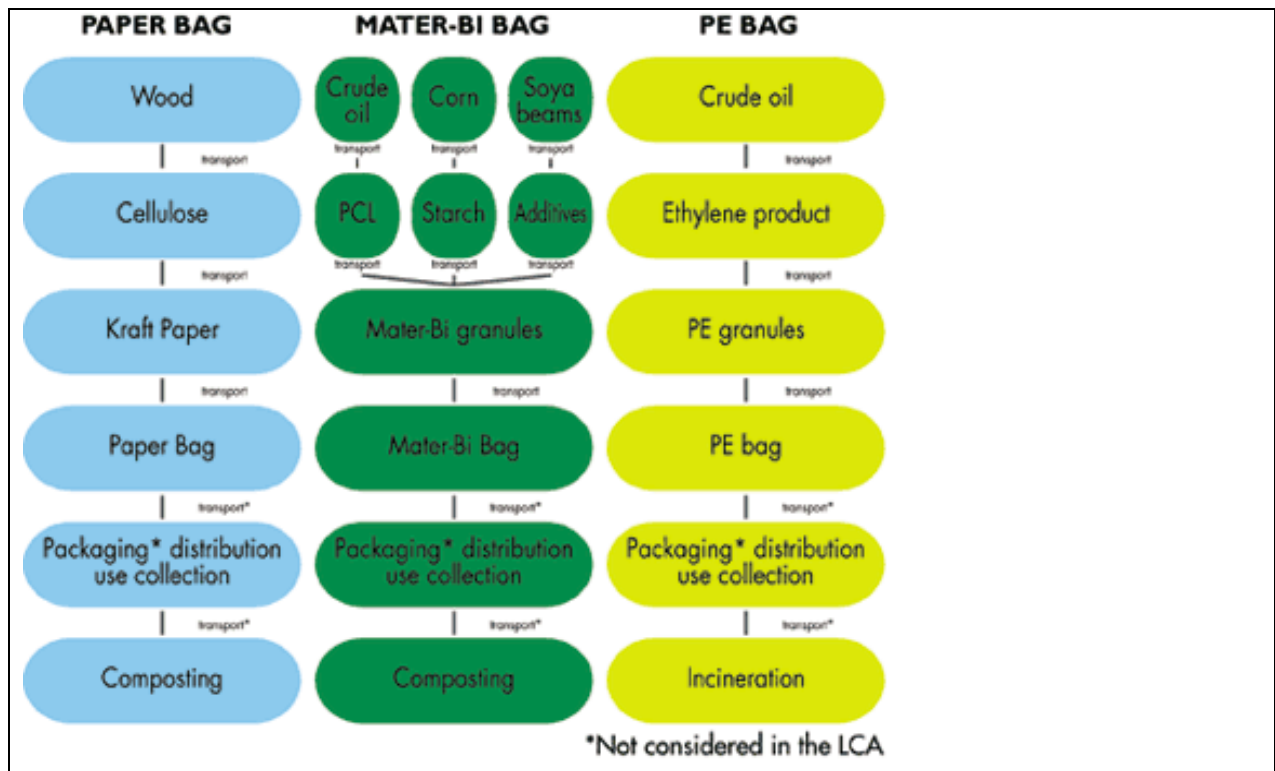 PAPER BAG MATER-BI BAG PE BAG
Wood
Crude
oil
Corn
Soya
beams
Crude oil
transport transport transport transport transport
Cellulose PCL Starch Additives Ethylene product
transport transport transport transport transport
Kraft Paper Mater-Bi granules PE granules
transport transport transport
Paper Bag Mater-Bi Bag PE bag
transport* transport* transport*
Packaging* distribution
use collection
Packaging* distribution
use collection
Packaging* distribution
use collection
transport* transport* transport*
Composting Composting Incineration
*Not considered in the LCA